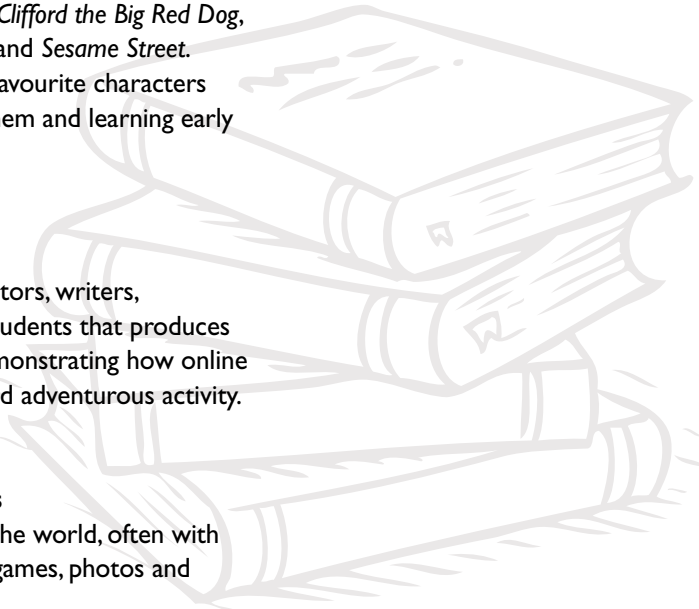 Clifford the Big Red Dog,
and Sesame Street.
avourite characters
hem and learning early
tors, writers,
udents that produces
monstrating how online
d adventurous activity.
s
he world, often with
games, photos and